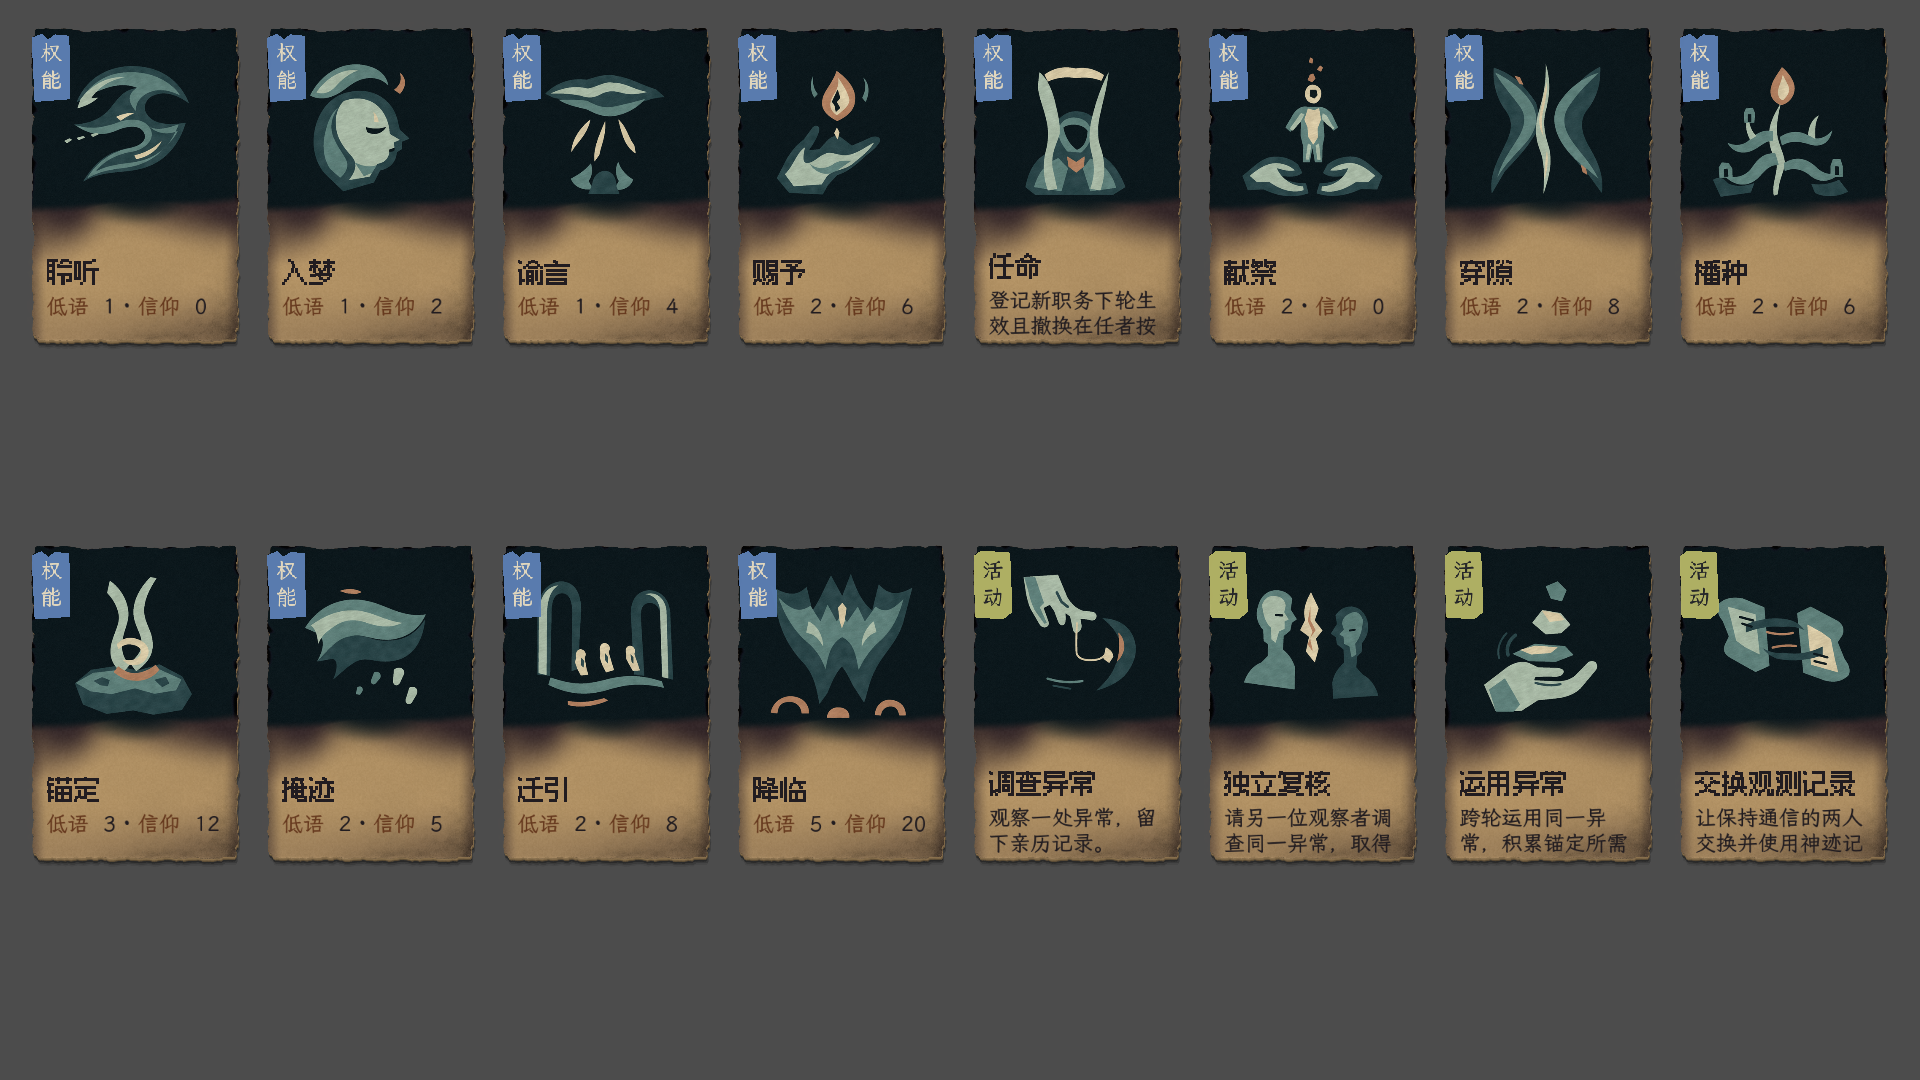 权能
聆听
低语 1·信仰 0
权能
入梦
低语 1·信仰 2
权能
谕言
低语 1·信仰 4
权能
赐予
低语 2·信仰 6
权能
任命
登记新职务下轮生
效且撤换在任者按
权能
献祭
低语 2·信仰 0
权能
穿隙
低语 2·信仰 8
权能
播种
低语 2·信仰 6
权能
锚定
低语 3·信仰 12
权能
掩迹
低语 2·信仰 5
权能
迁引
低语 2·信仰 8
权能
降临
低语 5·信仰 20
活动
调查异常
观察一处异常，留
下亲历记录。
活动
独立复核
请另一位观察者调
查同一异常，取得
活动
运用异常
跨轮运用同一异
常，积累锚定所需
活动
交换观测记录
让保持通信的两人
交换并使用神迹记